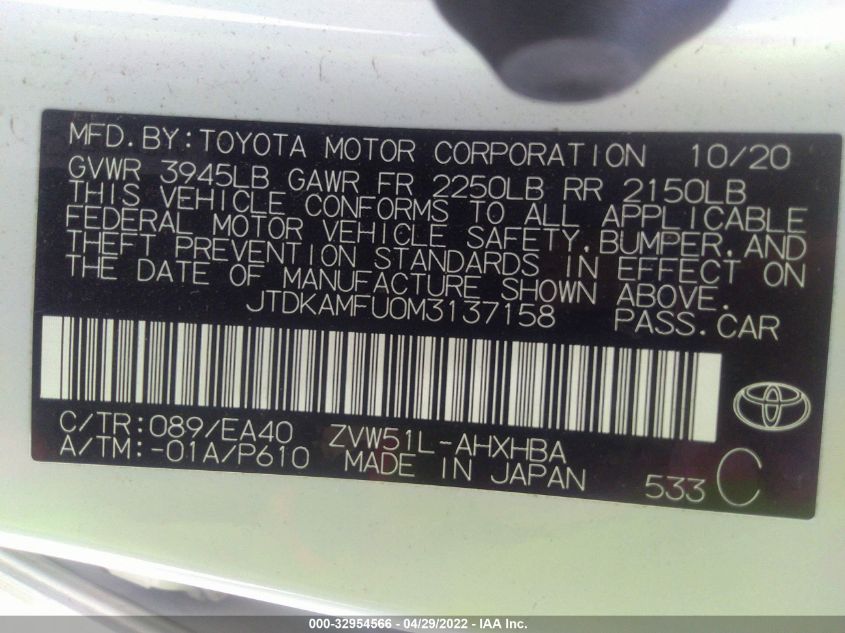 MFD. BY: TOYOTA MOTOR CORPORATION 10/20
GVWR 3945LB GAWR FR 2250LB RR 2150LB
THIS VEHICLE CONFORMS TO ALL APPLICABLE
FEDERAL MOTOR VEHICLE SAFETY, BUMPER, AND
THEFT PREVENTION STANDARDS IN EFFECT ON
THE DATE OF MANUFACTURE SHOWN ABOVE.
JTDKAMFU0M3137158 PASS. CAR
C/TR: 089/EA40 ZVW51L-AHXHBA
A/TM: -01A/P610 MADE IN JAPAN 533 C
000-32954566 - 04/29/2022 - IAA Inc.